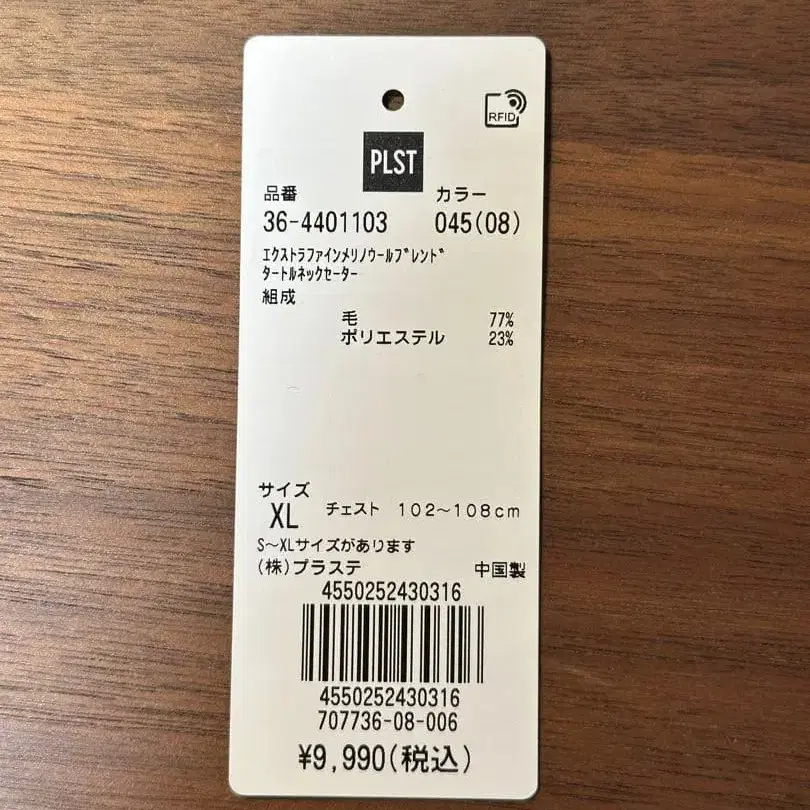 RFID
PLST
品番 カラー
36-4401103 045(08)
ｴｸｽﾄﾗﾌｧｲﾝﾒﾘﾉｳｰﾙﾌﾞﾚﾝﾄﾞ
ﾀｰﾄﾙﾈｯｸｾｰﾀｰ
組成
毛 77%
ポリエステル 23%
サイズ
XL チェスト 102～108cm
S～XLサイズがあります
(株)プラステ 中国製
4550252430316
4550252430316
707736-08-006
¥9,990(税込)